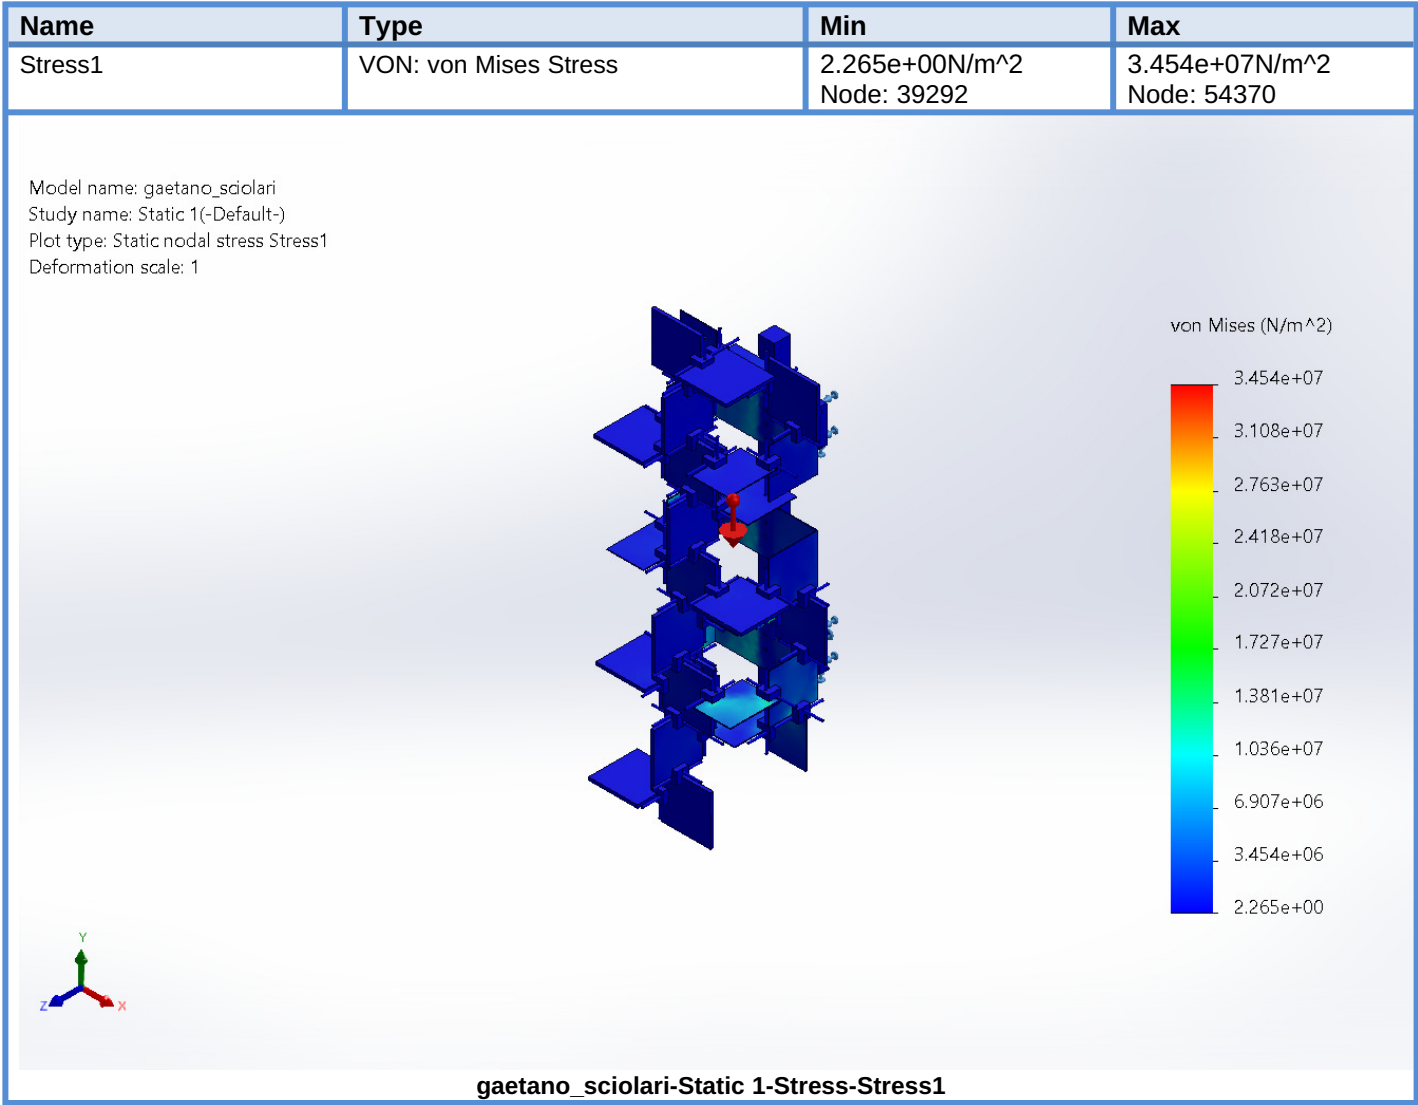 Name Type Min Max
Stress1 VON: von Mises Stress 2.265e+00N/m^2 3.454e+07N/m^2
Node: 39292 Node: 54370
Model name: gaetano_sciolari
Study name: Static 1(-Default-)
Plot type: Static nodal stress Stress1
Deformation scale: 1
von Mises (N/m^2)
3.454e+07
3.108e+07
2.763e+07
2.418e+07
2.072e+07
1.727e+07
1.381e+07
1.036e+07
6.907e+06
3.454e+06
2.265e+00
Y
Z X
gaetano_sciolari-Static 1-Stress-Stress1